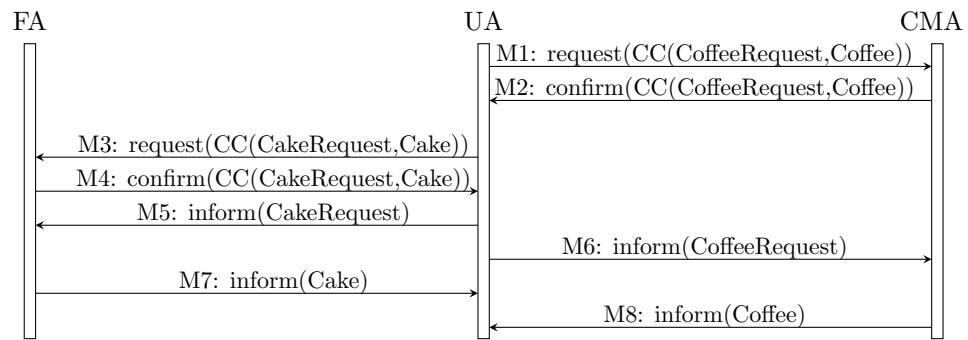 FA UA CMA
M1: request(CC(CoffeeRequest,Coffee))
M2: confirm(CC(CoffeeRequest,Coffee))
M3: request(CC(CakeRequest,Cake))
M4: confirm(CC(CakeRequest,Cake))
M5: inform(CakeRequest)
M6: inform(CoffeeRequest)
M7: inform(Cake)
M8: inform(Coffee)